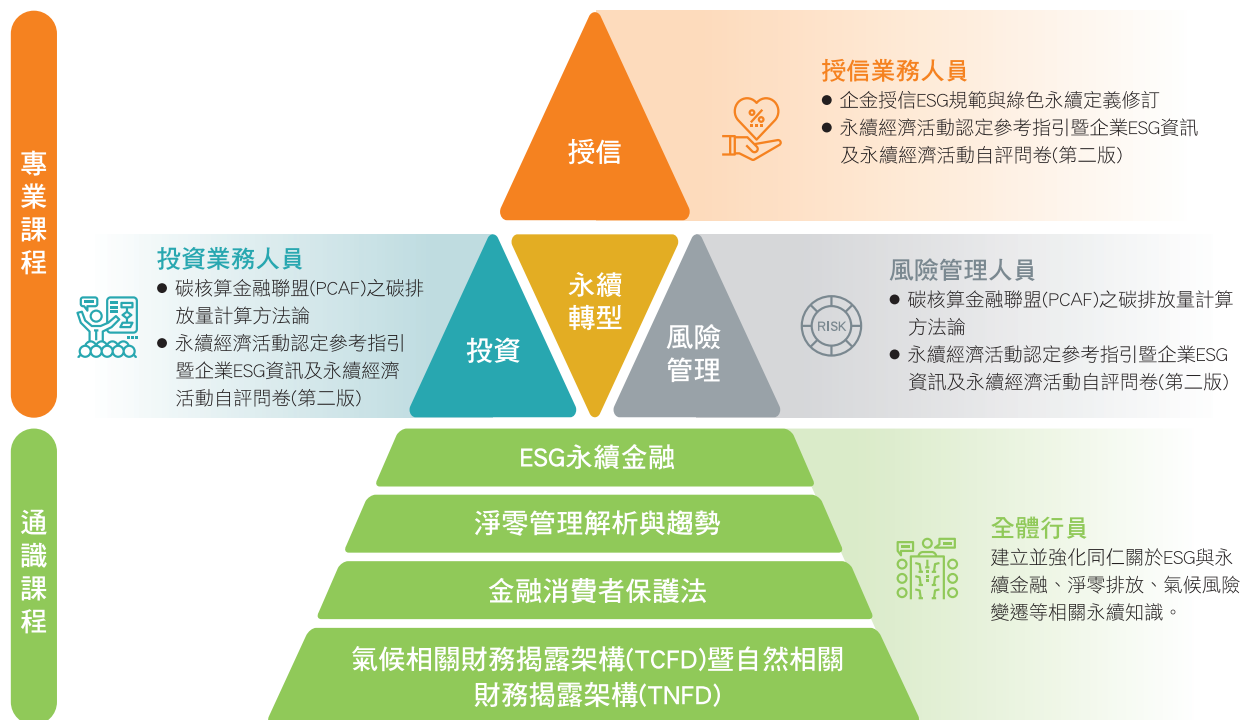 專業課程
授信
授信業務人員
● 企金授信ESG規範與綠色永續定義修訂
● 永續經濟活動認定參考指引暨企業ESG資訊
及永續經濟活動自評問卷(第二版)
投資業務人員
● 碳核算金融聯盟(PCAF)之碳排
放量計算方法論
● 永續經濟活動認定參考指引
暨企業ESG資訊及永續經濟
活動自評問卷(第二版)
投資
永續
轉型
風險
管理
風險管理人員
RISK
● 碳核算金融聯盟(PCAF)之碳排放量計算
方法論
● 永續經濟活動認定參考指引暨企業ESG
資訊及永續經濟活動自評問卷(第二版)
通識課程
ESG永續金融
淨零管理解析與趨勢
金融消費者保護法
氣候相關財務揭露架構(TCFD)暨自然相關
財務揭露架構(TNFD)
全體行員
建立並強化同仁關於ESG與永
續金融、淨零排放、氣候風險
變遷等相關永續知識。
%